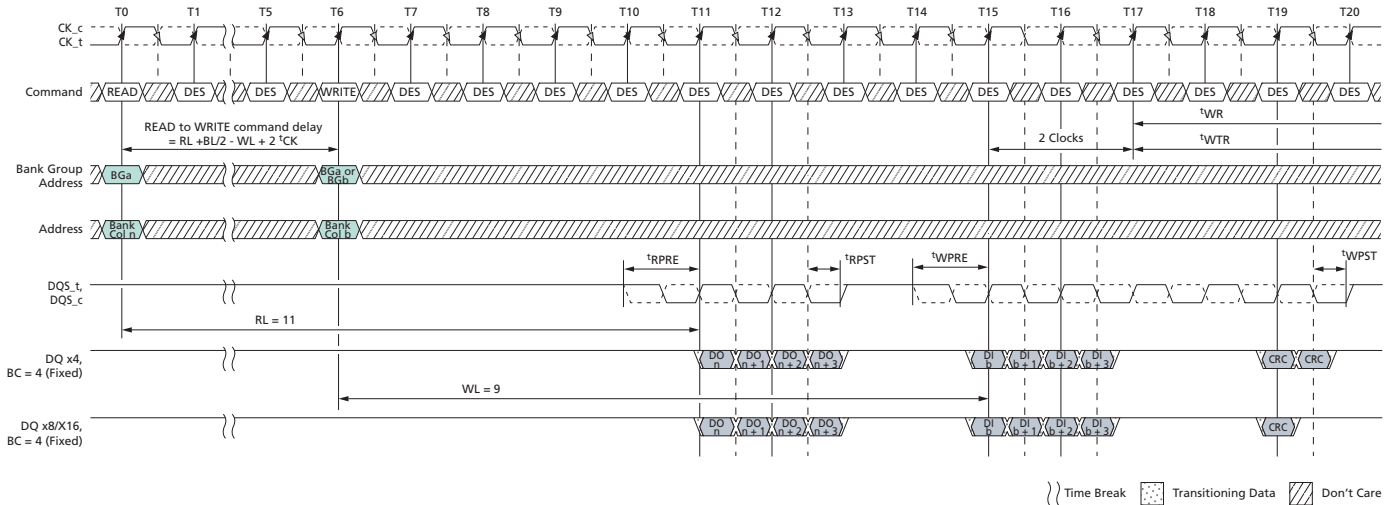 T0 T1 T5 T6 T7 T8 T9 T10 T11 T12 T13 T14 T15 T16 T17 T18 T19 T20
CK_c
CK_t
Command READ DES DES WRITE DES DES DES DES DES DES DES DES DES DES DES DES DES DES
tWR
READ to WRITE command delay
= RL +BL/2 - WL + 2 tCK
2 Clocks tWTR
Bank Group
Address
BGa
BGa or
BGb
Address
Bank
Col n
Bank
Col b
tRPRE tRPST tWPRE tWPST
DQS_t,
DQS_c
RL = 11
DQ x4,
BC = 4 (Fixed)
DO
n
DO
n + 1
DO
n + 2
DO
n + 3
DI
b
DI
b + 1
DI
b + 2
DI
b + 3
CRC CRC
WL = 9
DQ x8/X16,
BC = 4 (Fixed)
DO
n
DO
n + 1
DO
n + 2
DO
n + 3
DI
b
DI
b + 1
DI
b + 2
DI
b + 3
CRC
Time Break Transitioning Data Don't Care